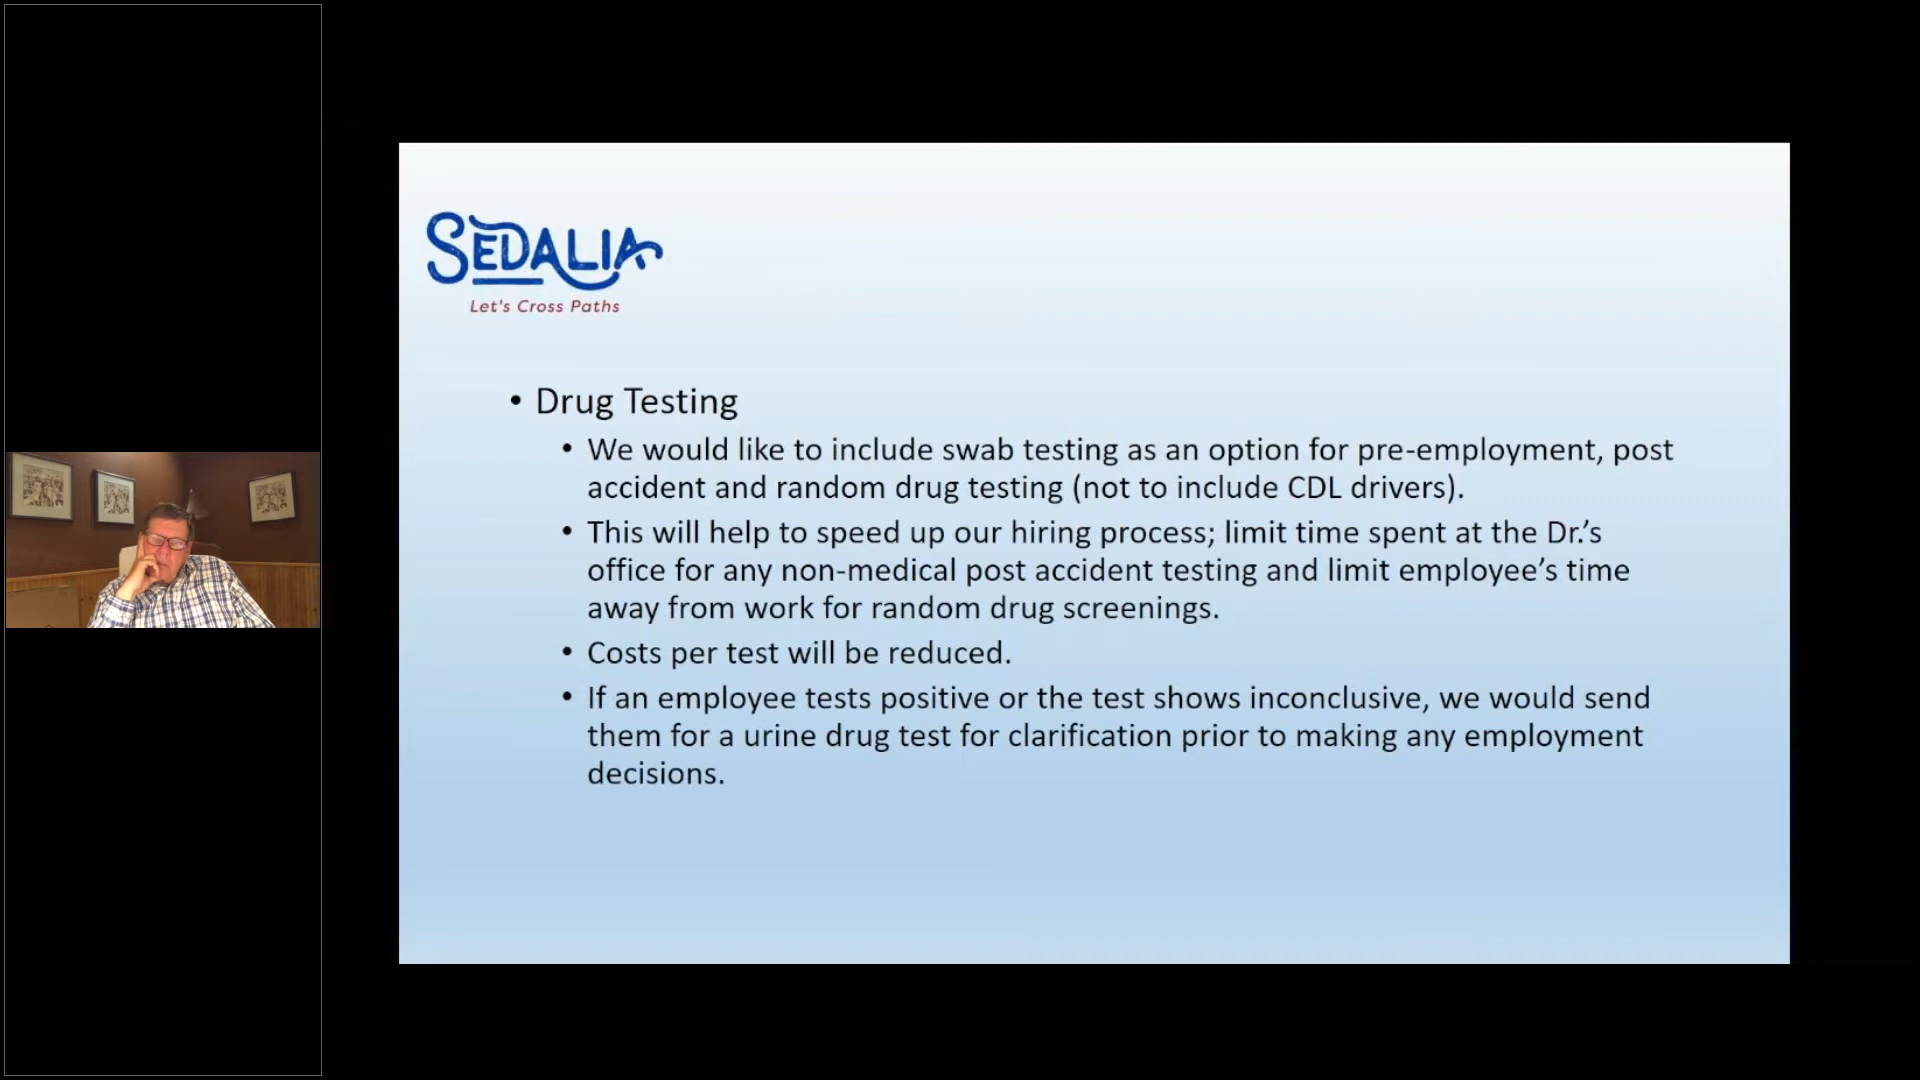 SEDALIA
Let's Cross Paths
• Drug Testing
• We would like to include swab testing as an option for pre-employment, post
accident and random drug testing (not to include CDL drivers).
• This will help to speed up our hiring process; limit time spent at the Dr.’s
office for any non-medical post accident testing and limit employee’s time
away from work for random drug screenings.
• Costs per test will be reduced.
• If an employee tests positive or the test shows inconclusive, we would send
them for a urine drug test for clarification prior to making any employment
decisions.